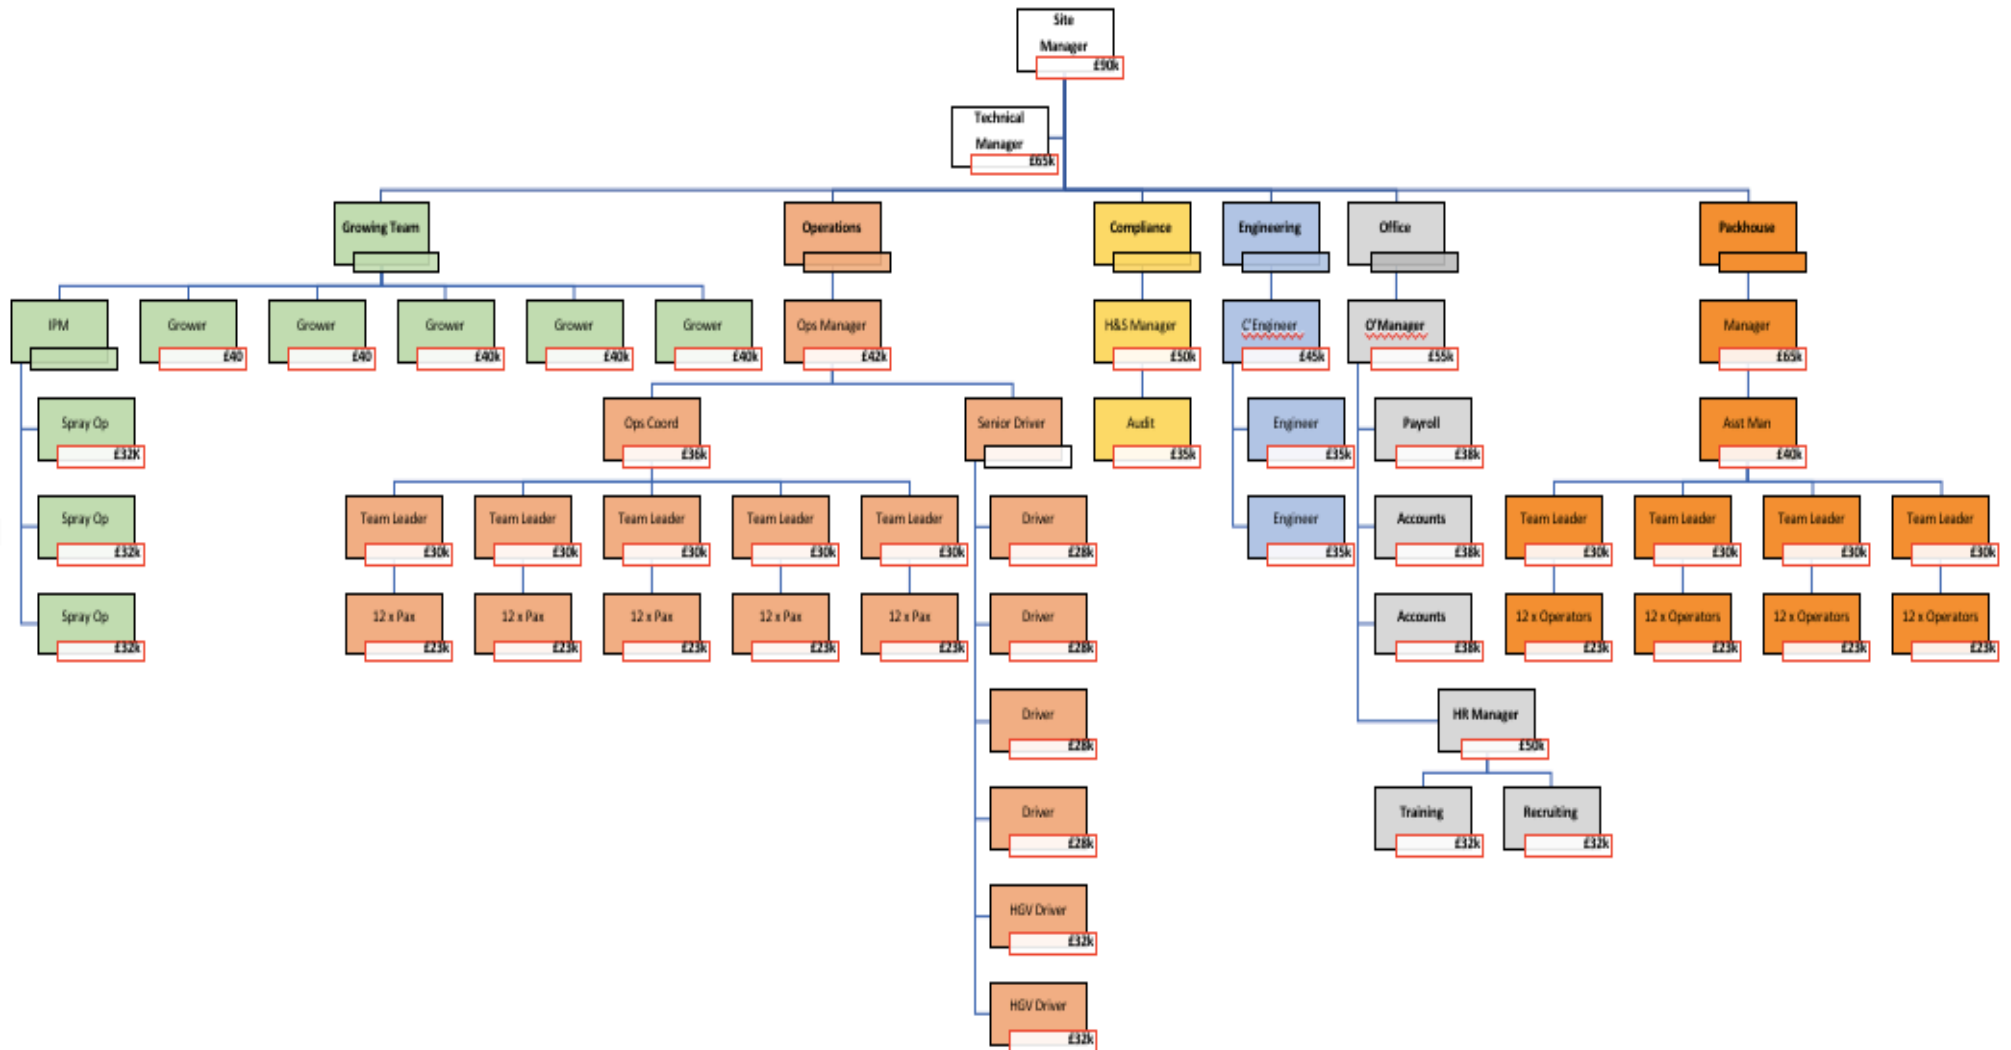 Site
Manager
£90k
Technical
Manager
£65k
Growing Team
Operations
Compliance
Engineering
Office
Packhouse
IPM
Grower
£40
Grower
£40
Grower
£40k
Grower
£40k
Grower
£40k
Ops Manager
£42k
H&S Manager
£50k
C'Engineer
£45k
O'Manager
£55k
Manager
£65k
Spray Op
£32K
Ops Coord
£36k
Senior Driver
Audit
£35k
Engineer
£35k
Payroll
£38k
Asst Man
£40k
Spray Op
£32k
Team Leader
£30k
Team Leader
£30k
Team Leader
£30k
Team Leader
£30k
Team Leader
£30k
Driver
£28k
Engineer
£35k
Accounts
£38k
Team Leader
£30k
Team Leader
£30k
Team Leader
£30k
Team Leader
£30k
Spray Op
£32k
12 x Pax
£23k
12 x Pax
£23k
12 x Pax
£23k
12 x Pax
£23k
12 x Pax
£23k
Driver
£28k
Accounts
£38k
12 x Operators
£23k
12 x Operators
£23k
12 x Operators
£23k
12 x Operators
£23k
Driver
£28k
HR Manager
£50k
Driver
£28k
Training
£32k
Recruiting
£32k
HGV Driver
£32k
HGV Driver
£32k